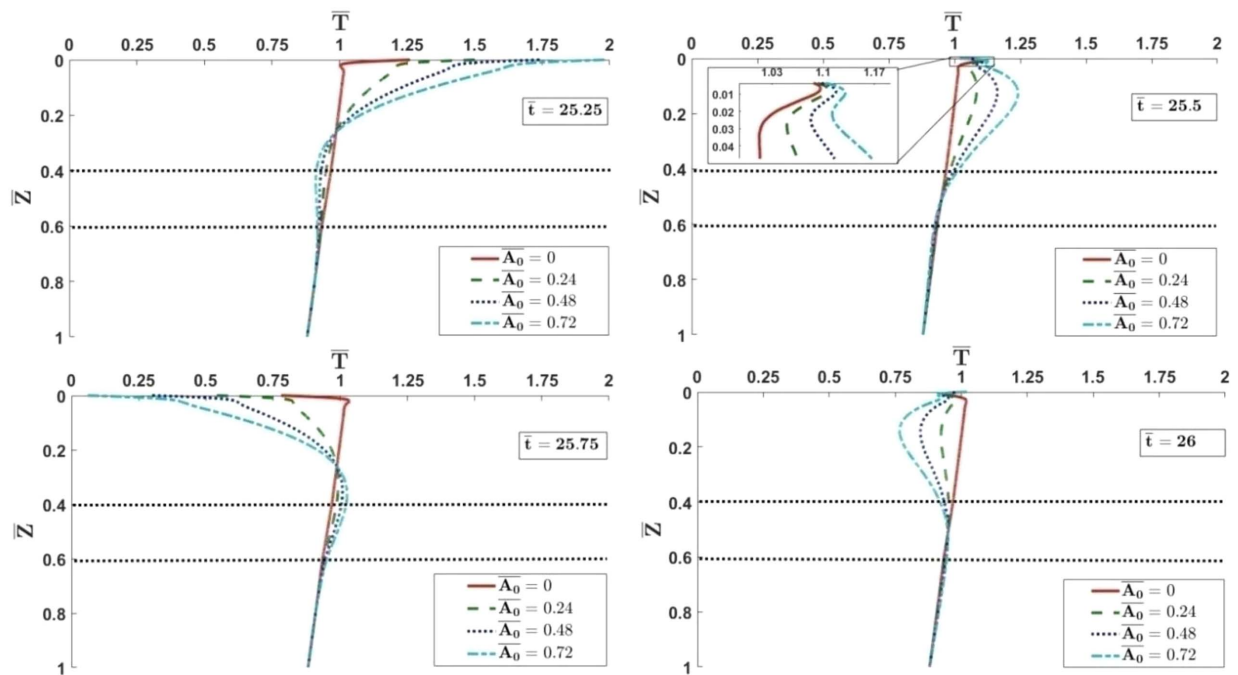 T̅
0 0.25 0.5 0.75 1 1.25 1.5 1.75 2
0
0.2
0.4
0.6
0.8
1
Z̅
t̅ = 25.25
A̅₀̅ = 0
A̅₀̅ = 0.24
A̅₀̅ = 0.48
A̅₀̅ = 0.72
T̅
0 0.25 0.5 0.75 1 1.25 1.5 1.75 2
0
0.2
0.4
0.6
0.8
1
Z̅
1.03 1.1 1.17
0.01
0.02
0.03
0.04
t̅ = 25.5
A̅₀̅ = 0
A̅₀̅ = 0.24
A̅₀̅ = 0.48
A̅₀̅ = 0.72
T̅
0 0.25 0.5 0.75 1 1.25 1.5 1.75 2
0
0.2
0.4
0.6
0.8
1
Z̅
t̅ = 25.75
A̅₀̅ = 0
A̅₀̅ = 0.24
A̅₀̅ = 0.48
A̅₀̅ = 0.72
T̅
0 0.25 0.5 0.75 1 1.25 1.5 1.75 2
0
0.2
0.4
0.6
0.8
1
Z̅
t̅ = 26
A̅₀̅ = 0
A̅₀̅ = 0.24
A̅₀̅ = 0.48
A̅₀̅ = 0.72